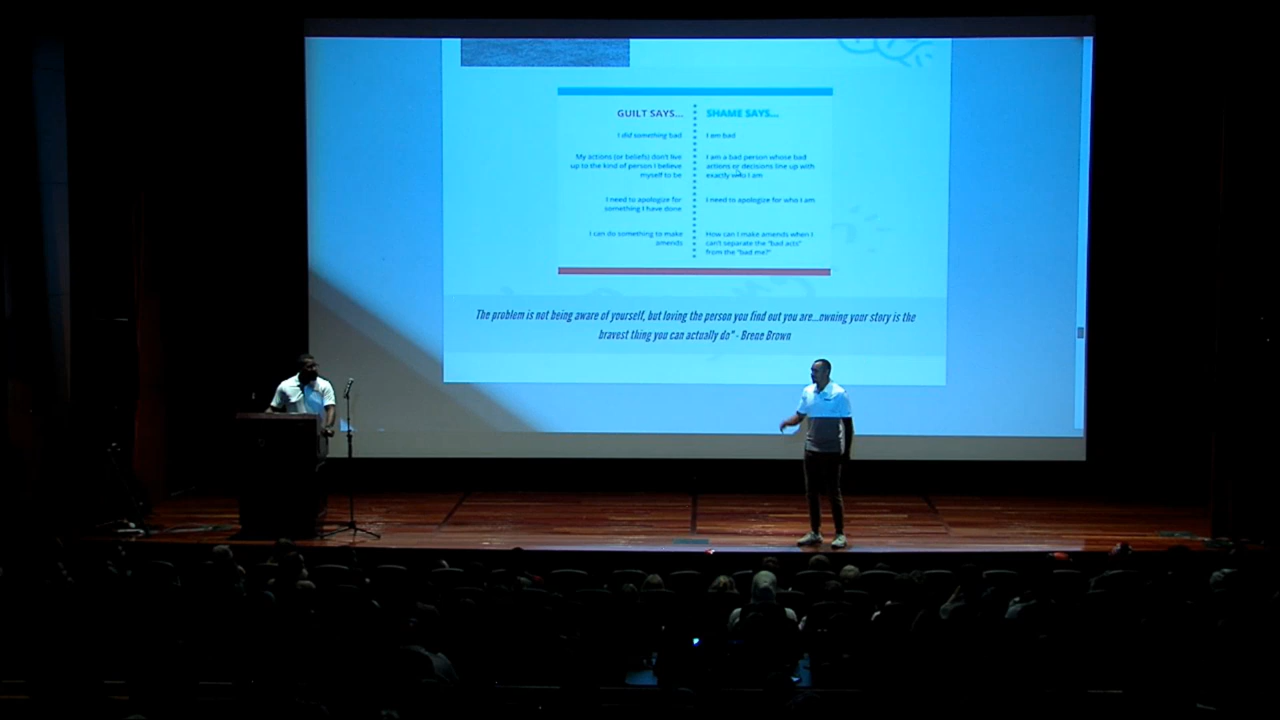 GUILT SAYS...
I did something bad
My actions (or beliefs) don't live
up to the kind of person I believe
myself to be
I need to apologize for
something I have done
I can do something to make
amends
SHAME SAYS...
I am bad
I am a bad person whose bad
actions or decisions line up with
exactly who I am
I need to apologize for who I am
How can I make amends when I
can't separate the "bad acts"
from the "bad me?"
The problem is not being aware of yourself, but loving the person you find out you are...owning your story is the
bravest thing you can actually do" - Brene Brown